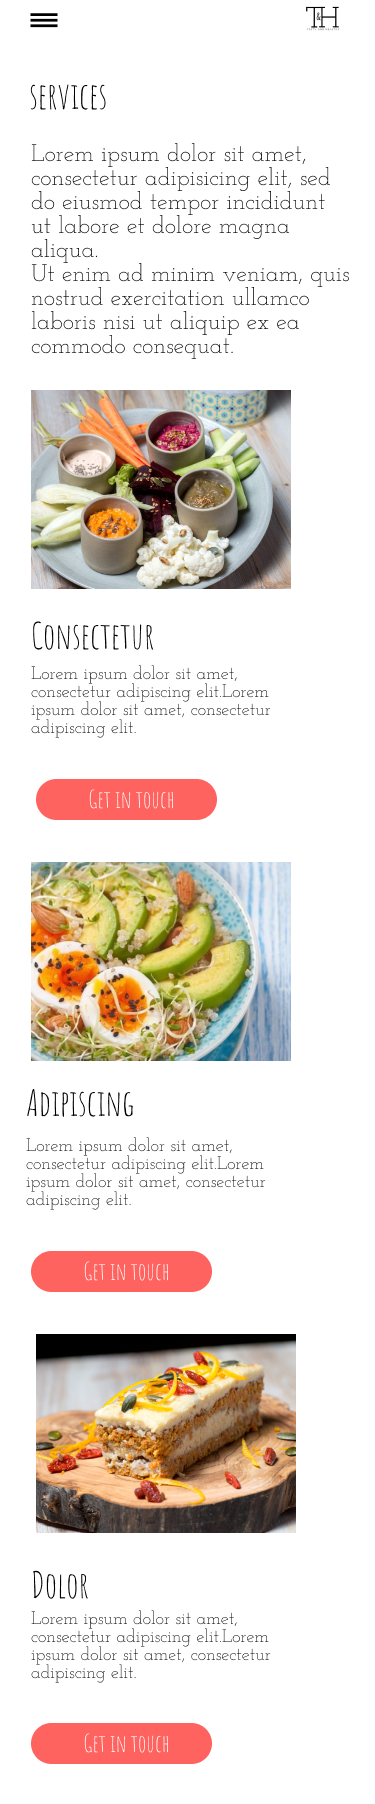 T&H
services
Lorem ipsum dolor sit amet,
consectetur adipisicing elit, sed
do eiusmod tempor incididunt
ut labore et dolore magna
aliqua.
Ut enim ad minim veniam, quis
nostrud exercitation ullamco
laboris nisi ut aliquip ex ea
commodo consequat.
Consectetur
Lorem ipsum dolor sit amet,
consectetur adipiscing elit.Lorem
ipsum dolor sit amet, consectetur
adipiscing elit.
Get in touch
Adipiscing
Lorem ipsum dolor sit amet,
consectetur adipiscing elit.Lorem
ipsum dolor sit amet, consectetur
adipiscing elit.
Get in touch
Dolor
Lorem ipsum dolor sit amet,
consectetur adipiscing elit.Lorem
ipsum dolor sit amet, consectetur
adipiscing elit.
Get in touch